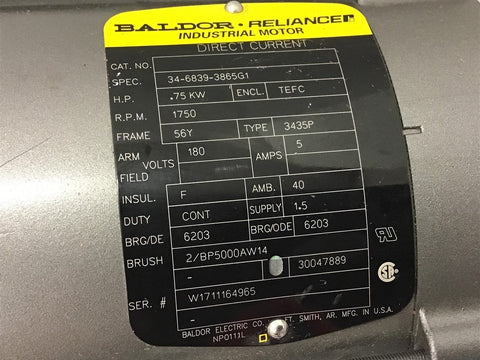 BALDOR • RELIANCE
INDUSTRIAL MOTOR
DIRECT CURRENT
CAT. NO.
SPEC. 34-6839-3865G1
H.P. .75 KW ENCL. TEFC
R.P.M. 1750
FRAME 56Y TYPE 3435P
ARM VOLTS 180 AMPS 5
FIELD
INSUL. F AMB. 40
DUTY CONT SUPPLY 1.5
BRG/DE 6203 BRG/ODE 6203
BRUSH 2/BP5000AW14
- 30047889
SER. # W1711164965
-
BALDOR ELECTRIC CO. FT. SMITH, AR. MFG. IN U.S.A.
NP0111L